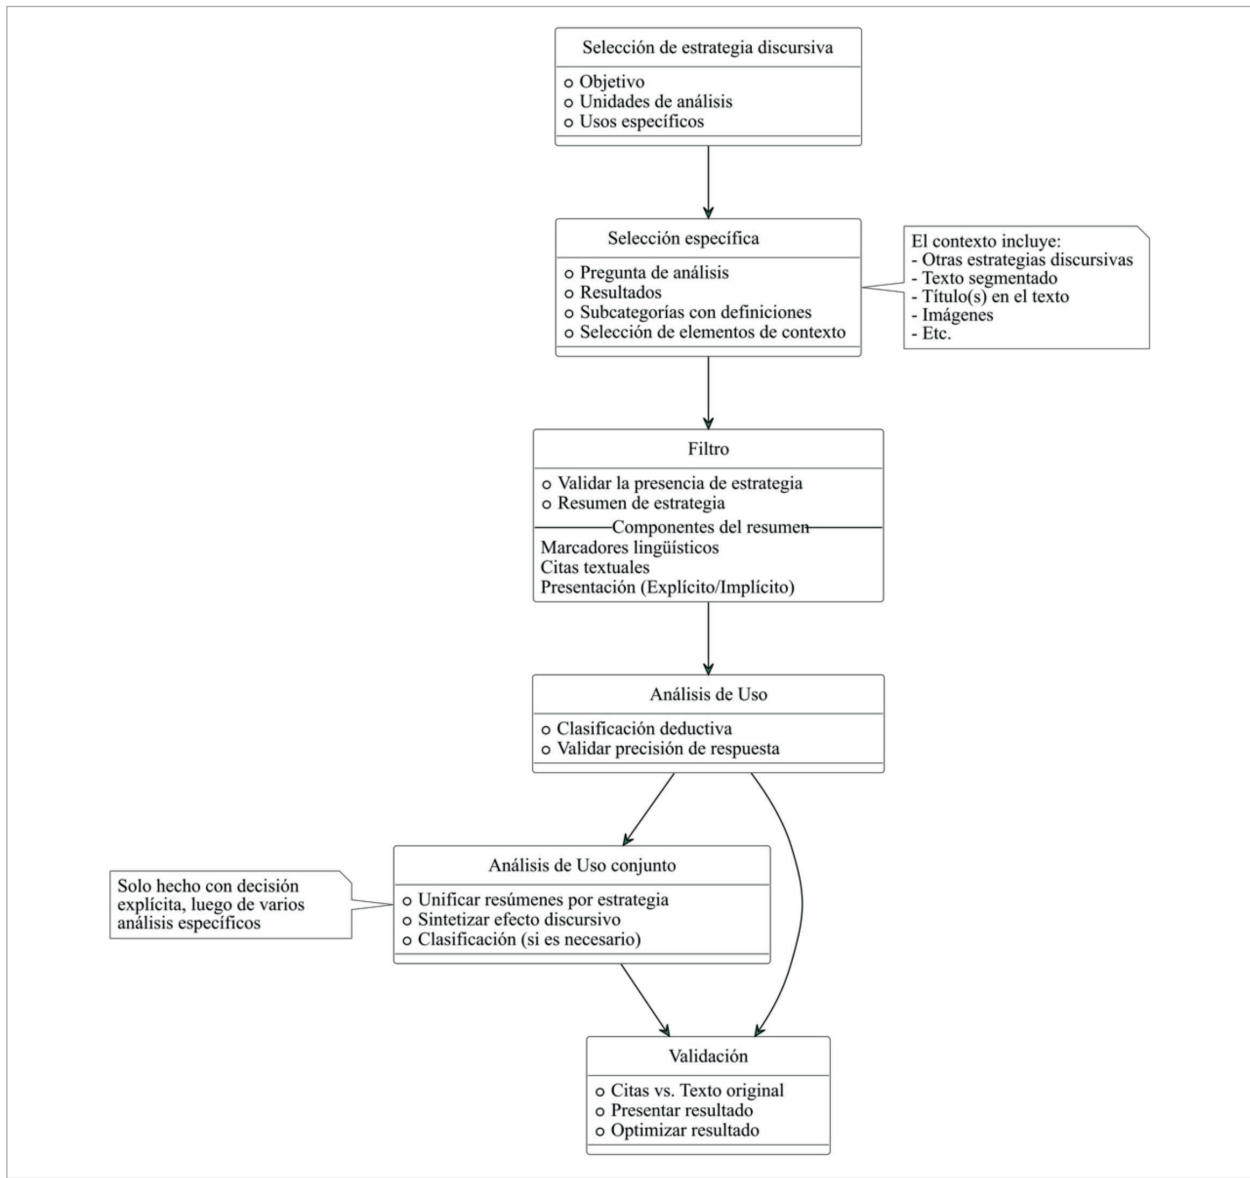 Selección de estrategia discursiva
Objetivo
Unidades de análisis
Usos específicos
Selección específica
Pregunta de análisis
Resultados
Subcategorías con definiciones
Selección de elementos de contexto
El contexto incluye:
- Otras estrategias discursivas
- Texto segmentado
- Título(s) en el texto
- Imágenes
- Etc.
Filtro
Validar la presencia de estrategia
Resumen de estrategia
Componentes del resumen
Marcadores lingüísticos
Citas textuales
Presentación (Explícito/Implícito)
Análisis de Uso
Clasificación deductiva
Validar precisión de respuesta
Análisis de Uso conjunto
Unificar resúmenes por estrategia
Sintetizar efecto discursivo
Clasificación (si es necesario)
Solo hecho con decisión
explícita, luego de varios
análisis específicos
Validación
Citas vs. Texto original
Presentar resultado
Optimizar resultado